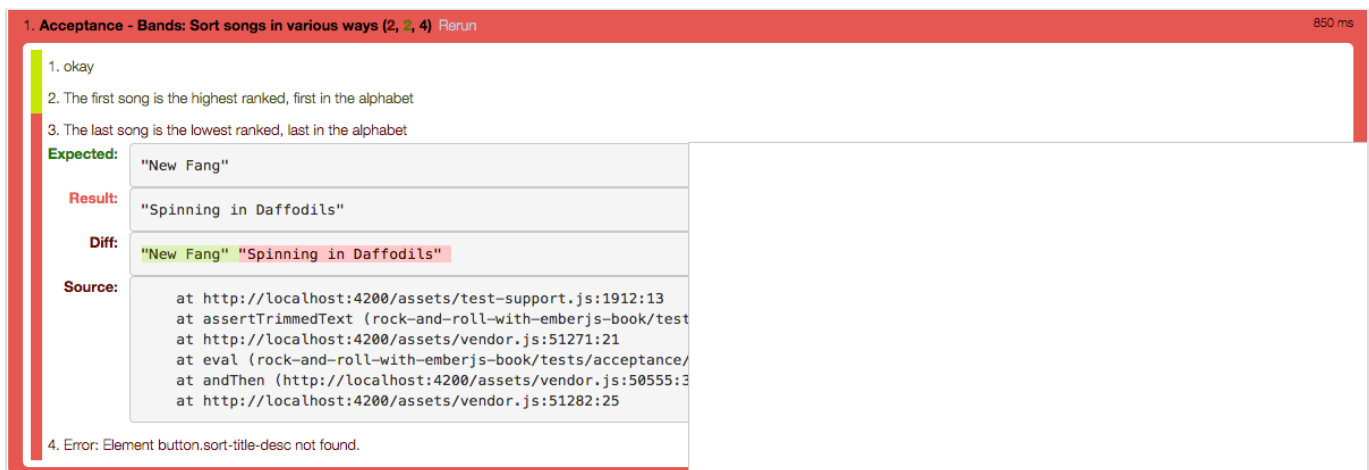 1. Acceptance - Bands: Sort songs in various ways (2, 2, 4) Rerun 850 ms
1. okay
2. The first song is the highest ranked, first in the alphabet
3. The last song is the lowest ranked, last in the alphabet
Expected: "New Fang"
Result: "Spinning in Daffodils"
Diff: "New Fang" "Spinning in Daffodils"
Source:
at http://localhost:4200/assets/test-support.js:1912:13
at assertTrimmedText (rock-and-roll-with-emberjs-book/test
at http://localhost:4200/assets/vendor.js:51271:21
at eval (rock-and-roll-with-emberjs-book/tests/acceptance/
at andThen (http://localhost:4200/assets/vendor.js:50555:3
at http://localhost:4200/assets/vendor.js:51282:25
4. Error: Element button.sort-title-desc not found.